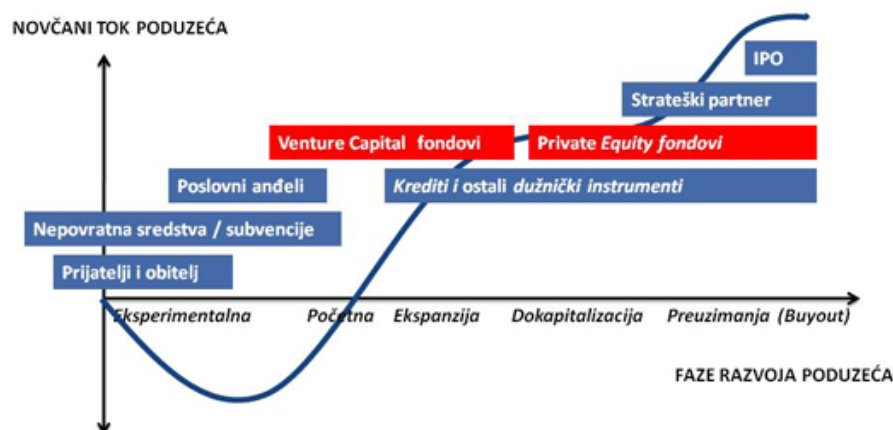 NOVČANI TOK PODUZEĆA
IPO
Strateški partner
Venture Capital fondovi
Private Equity fondovi
Poslovni anđeli
Krediti i ostali dužnički instrumenti
Nepovratna sredstva / subvencije
Prijatelji i obitelj
Eksperimentalna
Početna
Ekspanzija
Dokapitalizacija
Preuzimanja (Buyout)
FAZE RAZVOJA PODUZEĆA